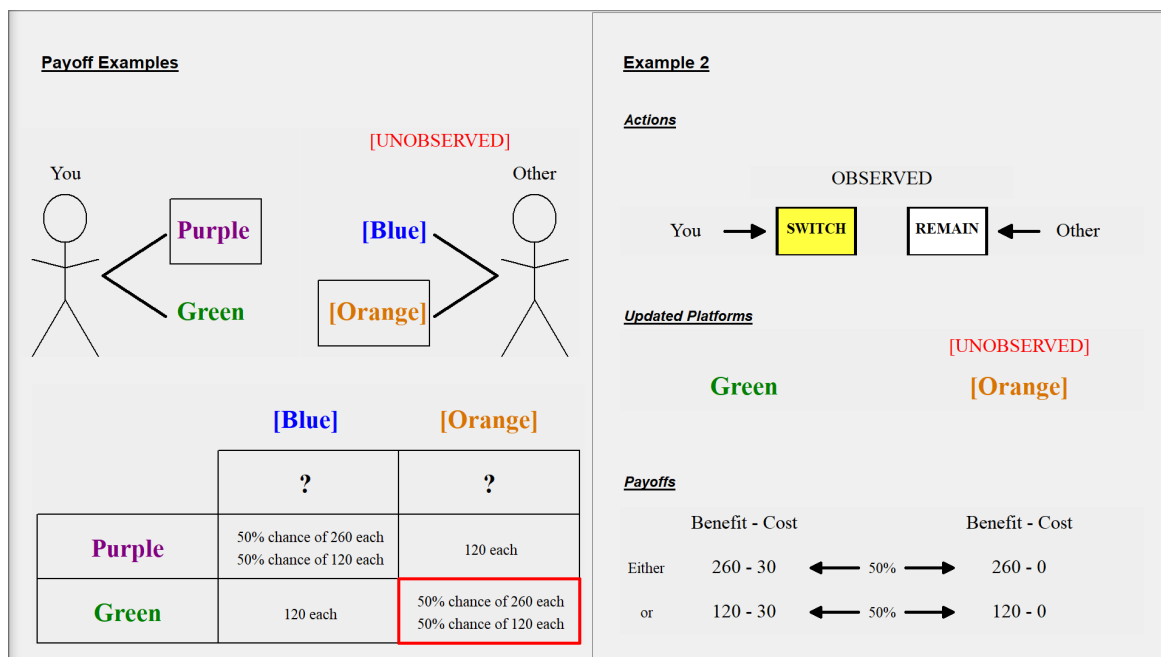 Payoff Examples
[UNOBSERVED]
You
Other
Purple
[Blue]
Green
[Orange]
[Blue]
[Orange]
?
?
Purple
50% chance of 260 each
50% chance of 120 each
120 each
Green
120 each
50% chance of 260 each
50% chance of 120 each
Example 2
Actions
OBSERVED
You
SWITCH
REMAIN
Other
Updated Platforms
[UNOBSERVED]
Green
[Orange]
Payoffs
Benefit - Cost
Benefit - Cost
Either
260 - 30
50%
260 - 0
or
120 - 30
50%
120 - 0